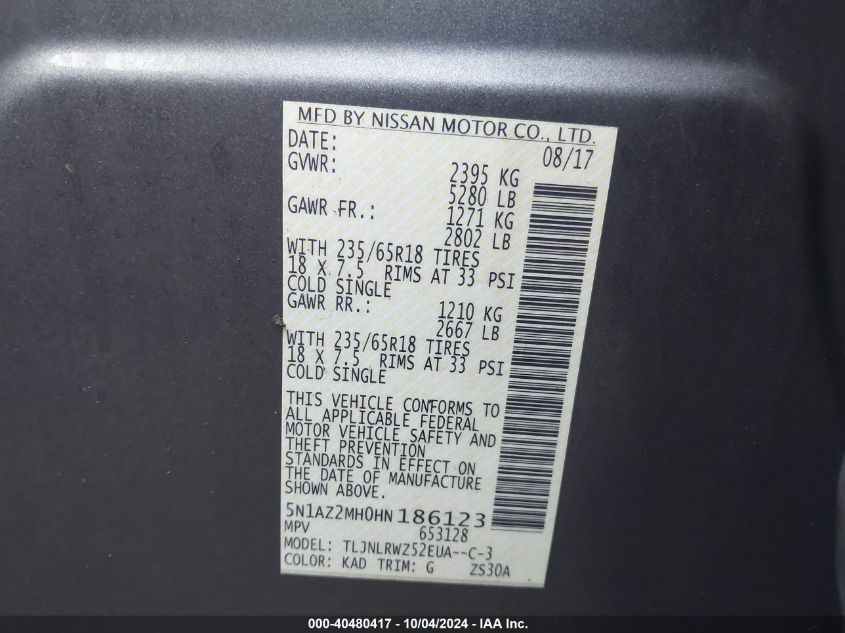 MFD BY NISSAN MOTOR CO., LTD.
DATE: 08/17
GVWR: 2395 KG
5280 LB
GAWR FR.: 1271 KG
2802 LB
WITH 235/65R18 TIRES
18 X 7.5 RIMS AT 33 PSI
COLD SINGLE
GAWR RR.: 1210 KG
2667 LB
WITH 235/65R18 TIRES
18 X 7.5 RIMS AT 33 PSI
COLD SINGLE
THIS VEHICLE CONFORMS TO
ALL APPLICABLE FEDERAL
MOTOR VEHICLE SAFETY AND
THEFT PREVENTION
STANDARDS IN EFFECT ON
THE DATE OF MANUFACTURE
SHOWN ABOVE.
5N1AZ2MH0HN186123
MPV 653128
MODEL: TLJNLRWZ52EUA--C-3
COLOR: KAD TRIM: G ZS30A
000-40480417 - 10/04/2024 - IAA Inc.